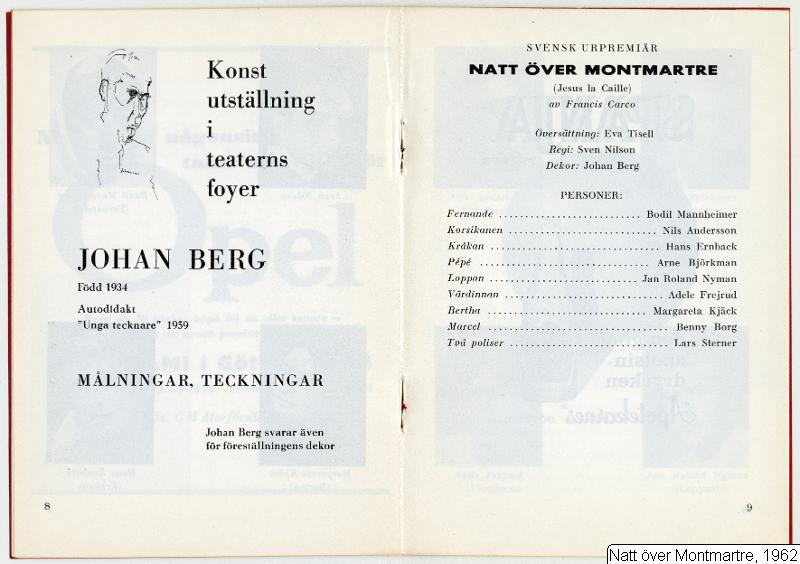 Konst
utställning
i
teaterns
foyer
JOHAN BERG
Född 1934
Autodidakt
"Unga tecknare" 1959
MÅLNINGAR, TECKNINGAR
Johan Berg svarar även
för föreställningens dekor
8
SVENSK URPREMIÄR
NATT ÖVER MONTMARTRE
(Jesus la Caille)
av Francis Carco
Översättning: Eva Tisell
Regi: Sven Nilson
Dekor: Johan Berg
PERSONER:
Fernande ........................ Bodil Mannheimer
Korsikanen ........................ Nils Andersson
Kråkan ........................ Hans Ernback
Pépé ........................ Arne Björkman
Loppan ........................ Jan Roland Nyman
Värdinnan ........................ Adele Frejrud
Bertha ........................ Margareta Kjäck
Marcel ........................ Benny Borg
Två poliser ........................ Lars Sterner
9
Natt över Montmartre, 1962